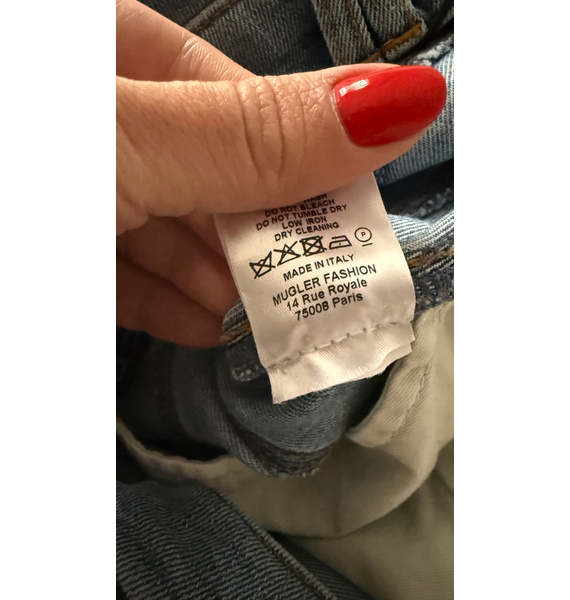 WASH
DO NOT BLEACH
DO NOT TUMBLE DRY
LOW IRON
DRY CLEANING
P
MADE IN ITALY
MUGLER FASHION
14 Rue Royale
75008 Paris